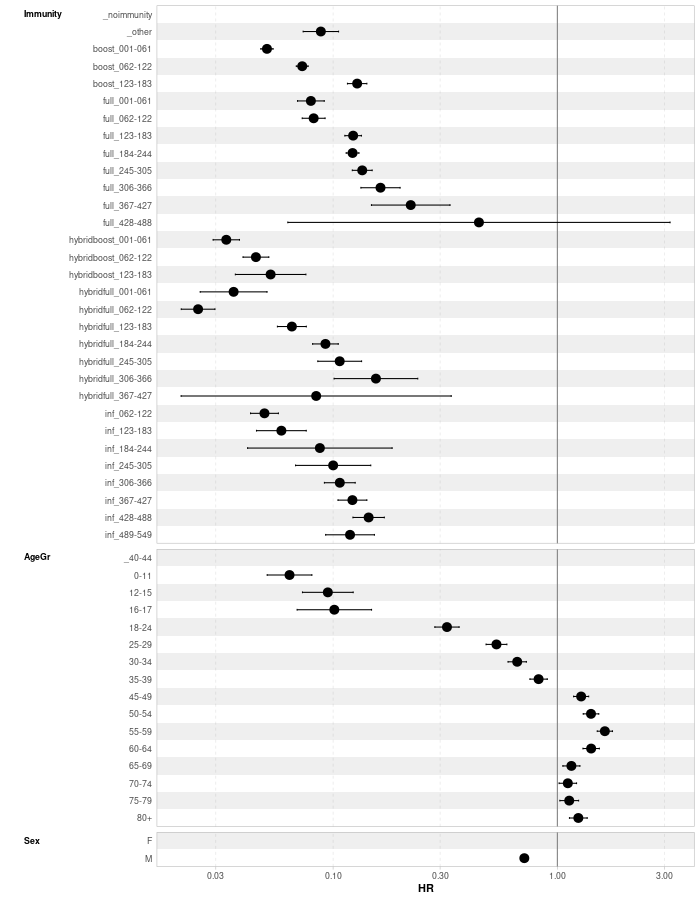 Immunity _noimmunity
_other
boost_001-061
boost_062-122
boost_123-183
full_001-061
full_062-122
full_123-183
full_184-244
full_245-305
full_306-366
full_367-427
full_428-488
hybridboost_001-061
hybridboost_062-122
hybridboost_123-183
hybridfull_001-061
hybridfull_062-122
hybridfull_123-183
hybridfull_184-244
hybridfull_245-305
hybridfull_306-366
hybridfull_367-427
inf_062-122
inf_123-183
inf_184-244
inf_245-305
inf_306-366
inf_367-427
inf_428-488
inf_489-549
AgeGr _40-44
0-11
12-15
16-17
18-24
25-29
30-34
35-39
45-49
50-54
55-59
60-64
65-69
70-74
75-79
80+
Sex F
M
0.03 0.10 0.30 1.00 3.00
HR